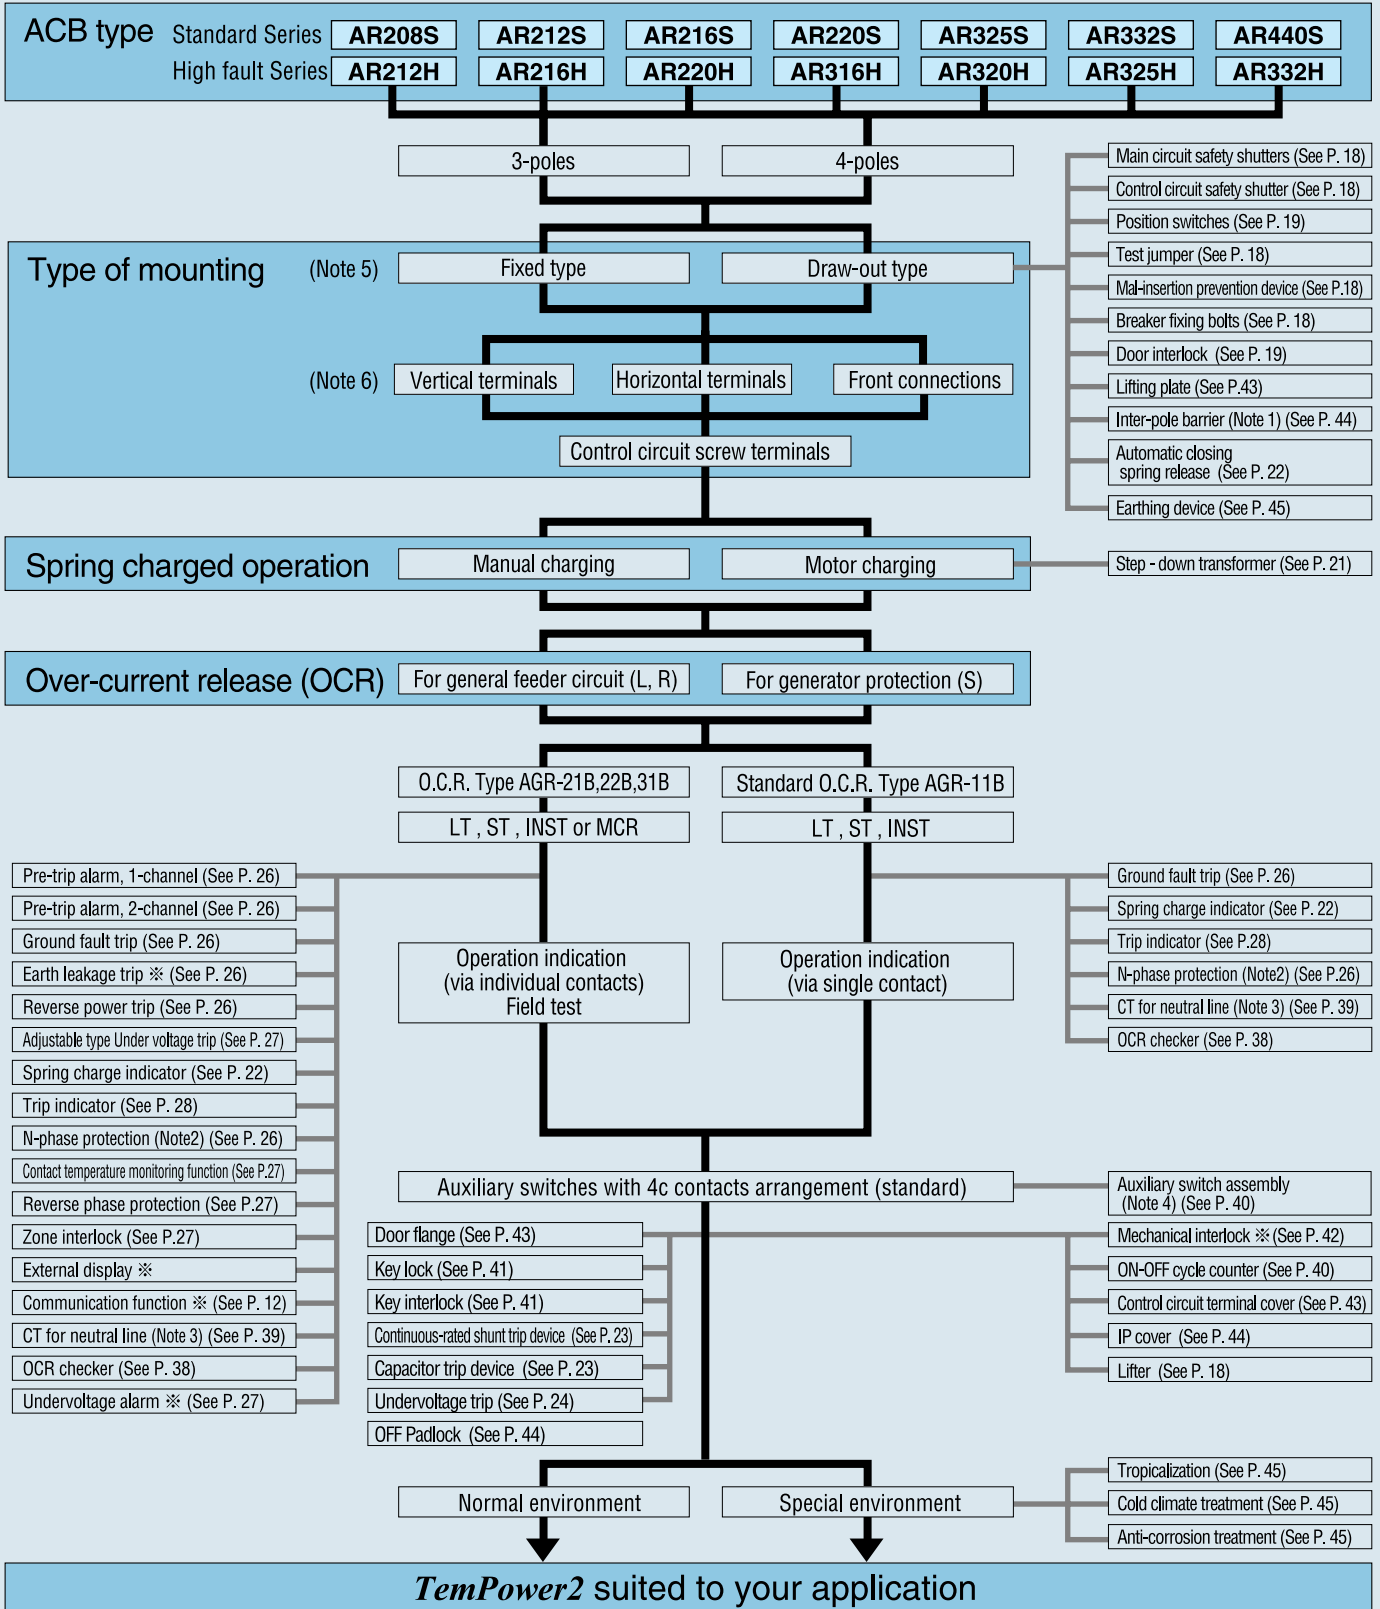 ACB type
Standard Series AR208S AR212S AR216S AR220S AR325S AR332S AR440S
High fault Series AR212H AR216H AR220H AR316H AR320H AR325H AR332H
3-poles
4-poles
Main circuit safety shutters (See P. 18)
Control circuit safety shutter (See P. 18)
Position switches (See P. 19)
Test jumper (See P. 18)
Mal-insertion prevention device (See P.18)
Breaker fixing bolts (See P. 18)
Door interlock (See P. 19)
Lifting plate (See P.43)
Inter-pole barrier (Note 1) (See P. 44)
Automatic closing
spring release (See P. 22)
Earthing device (See P. 45)
Type of mounting
(Note 5)
Fixed type
Draw-out type
(Note 6)
Vertical terminals
Horizontal terminals
Front connections
Control circuit screw terminals
Spring charged operation
Manual charging
Motor charging
Step - down transformer (See P. 21)
Over-current release (OCR)
For general feeder circuit (L, R)
For generator protection (S)
O.C.R. Type AGR-21B,22B,31B
Standard O.C.R. Type AGR-11B
LT , ST , INST or MCR
LT , ST , INST
Pre-trip alarm, 1-channel (See P. 26)
Pre-trip alarm, 2-channel (See P. 26)
Ground fault trip (See P. 26)
Earth leakage trip ※ (See P. 26)
Reverse power trip (See P. 26)
Adjustable type Under voltage trip (See P. 27)
Spring charge indicator (See P. 22)
Trip indicator (See P. 28)
N-phase protection (Note2) (See P. 26)
Contact temperature monitoring function (See P.27)
Reverse phase protection (See P.27)
Zone interlock (See P.27)
External display ※
Communication function ※ (See P. 12)
CT for neutral line (Note 3) (See P. 39)
OCR checker (See P. 38)
Undervoltage alarm ※ (See P. 27)
Operation indication
(via individual contacts)
Field test
Operation indication
(via single contact)
Ground fault trip (See P. 26)
Spring charge indicator (See P. 22)
Trip indicator (See P.28)
N-phase protection (Note2) (See P.26)
CT for neutral line (Note 3) (See P. 39)
OCR checker (See P. 38)
Auxiliary switches with 4c contacts arrangement (standard)
Auxiliary switch assembly
(Note 4) (See P. 40)
Door flange (See P. 43)
Key lock (See P. 41)
Key interlock (See P. 41)
Continuous-rated shunt trip device (See P. 23)
Capacitor trip device (See P. 23)
Undervoltage trip (See P. 24)
OFF Padlock (See P. 44)
Mechanical interlock ※(See P. 42)
ON-OFF cycle counter (See P. 40)
Control circuit terminal cover (See P. 43)
IP cover (See P. 44)
Lifter (See P. 18)
Normal environment
Special environment
Tropicalization (See P. 45)
Cold climate treatment (See P. 45)
Anti-corrosion treatment (See P. 45)
TemPower2 suited to your application